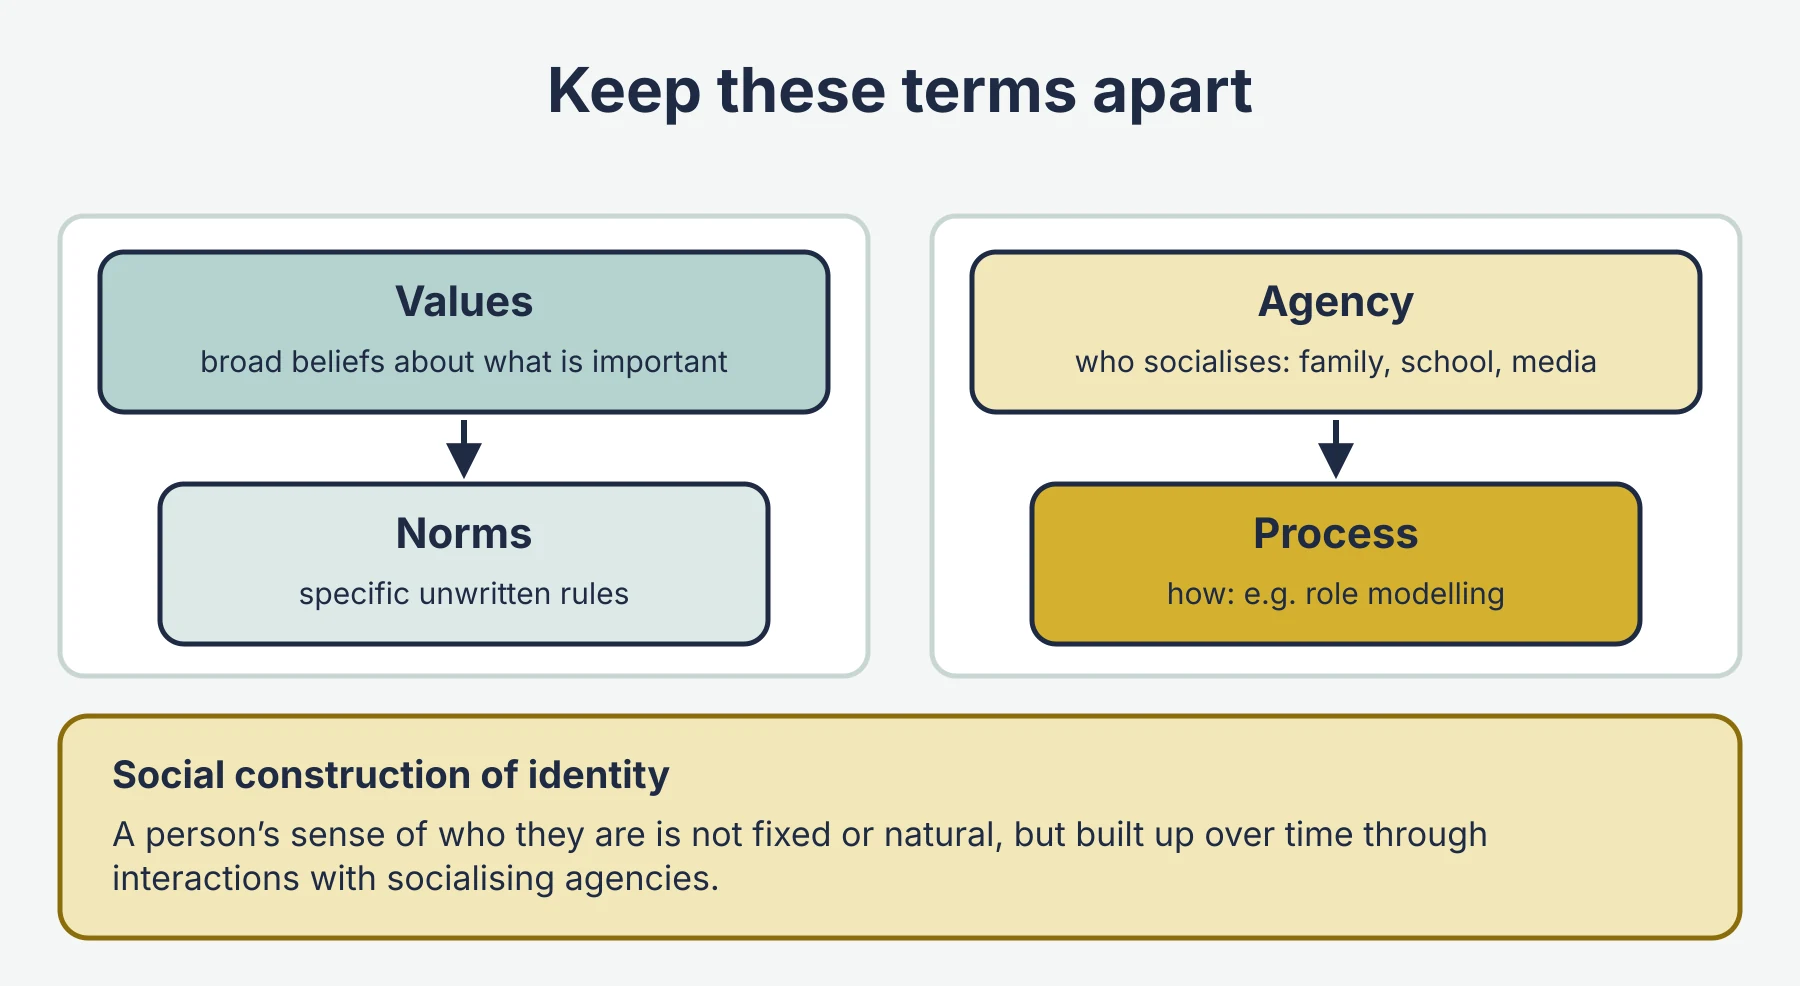 Keep these terms apart
Values
broad beliefs about what is important
Norms
specific unwritten rules
Agency
who socialises: family, school, media
Process
how: e.g. role modelling
Social construction of identity
A person’s sense of who they are is not fixed or natural, but built up over time through
interactions with socialising agencies.